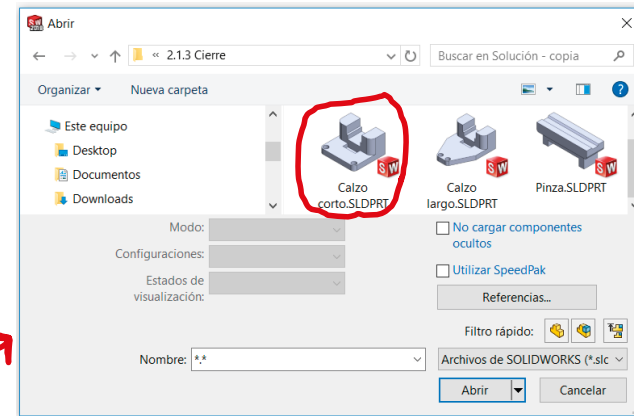 Abrir
« 2.1.3 Cierre
Buscar en Solución - copia
Organizar
Nueva carpeta
Este equipo
Desktop
Documentos
Downloads
Calzo
corto.SLDPRT
Calzo
largo.SLDPRT
Pinza.SLDPRT
Modo:
Configuraciones:
Estados de
visualización:
No cargar componentes
ocultos
Utilizar SpeedPak
Referencias...
Filtro rápido:
Nombre: *.*
Archivos de SOLIDWORKS (*.slc
Abrir
Cancelar